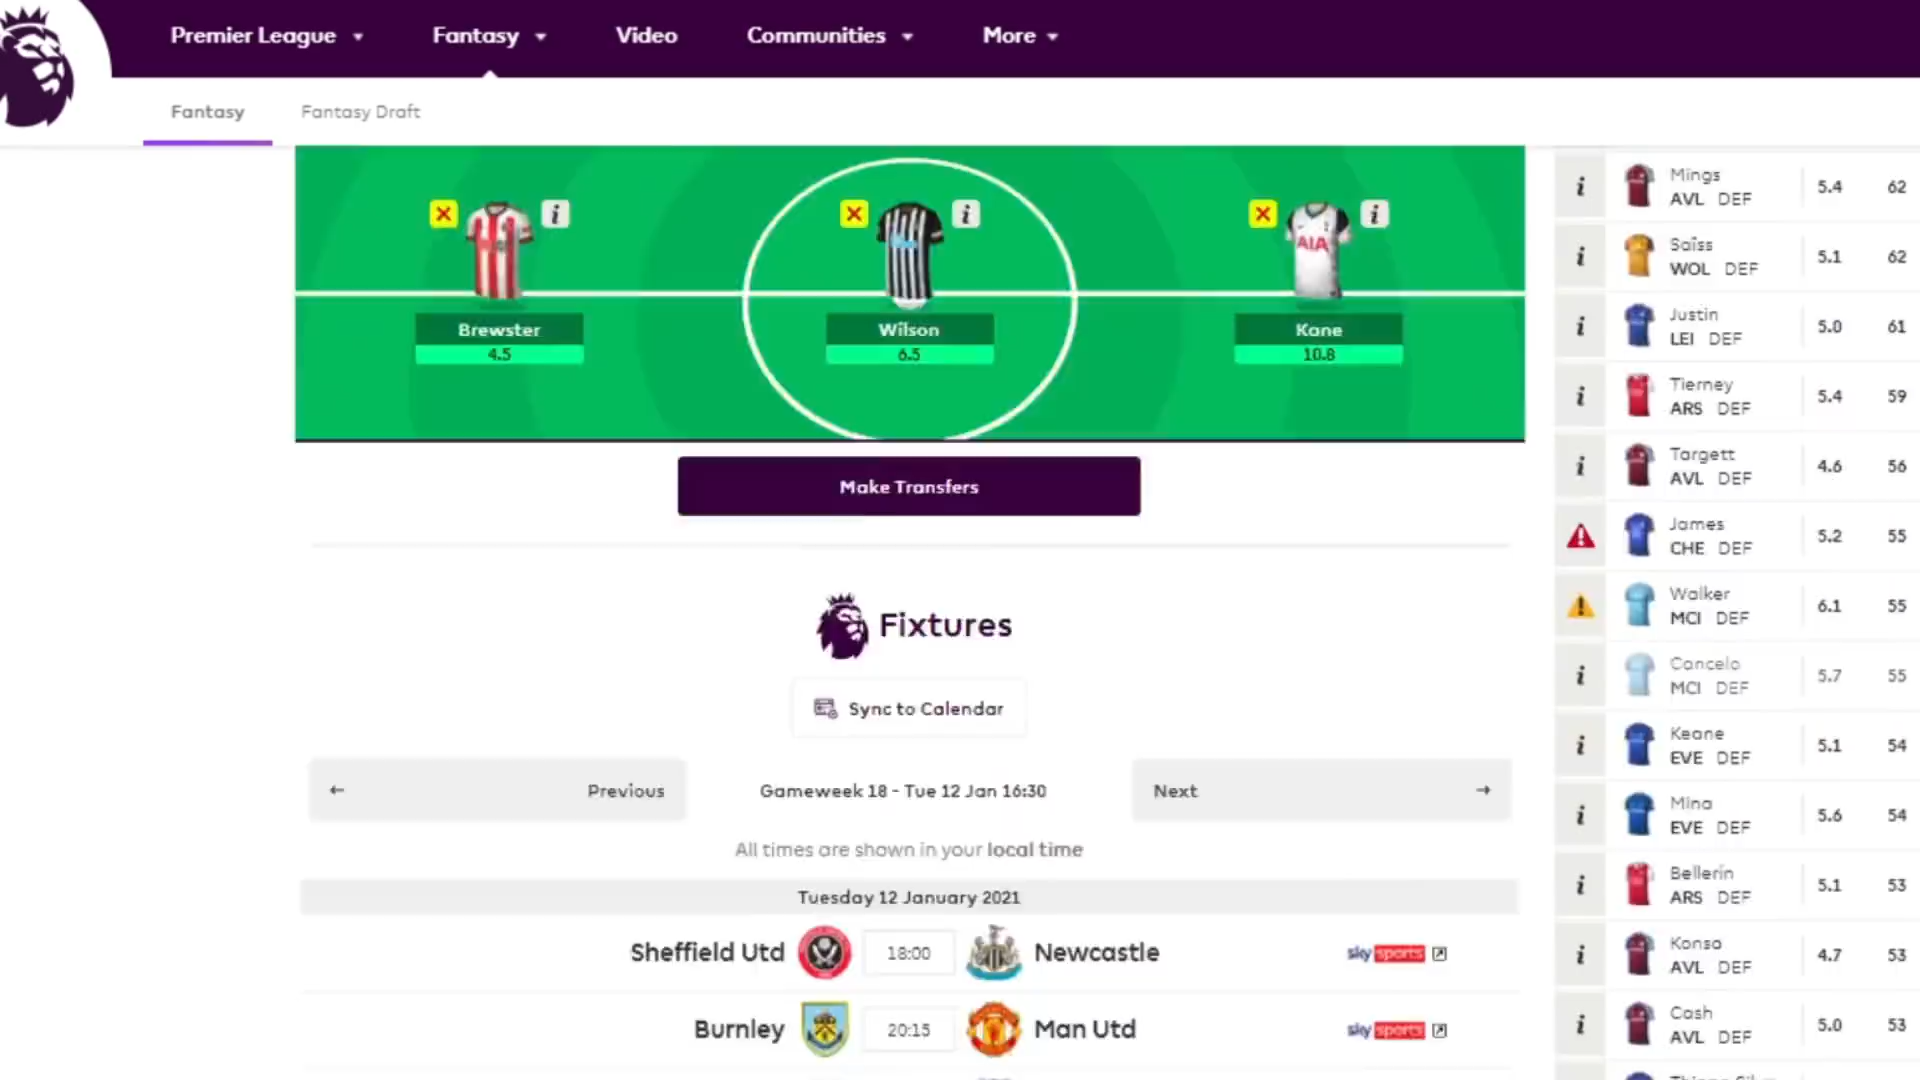 Premier League
Fantasy
Video
Communities
More
Fantasy
Fantasy Draft
AIA
Brewster
4.5
Wilson
6.5
Kane
10.8
Make Transfers
Fixtures
Sync to Calendar
Previous
Gameweek 18 - Tue 12 Jan 16:30
Next
All times are shown in your local time
Tuesday 12 January 2021
Sheffield Utd 18:00 Newcastle sky sports
Burnley 20:15 Man Utd sky sports
Mings 5.4 62
AVL DEF
Saïss 5.1 62
WOL DEF
Justin 5.0 61
LEI DEF
Tierney 5.4 59
ARS DEF
Targett 4.6 56
AVL DEF
James 5.2 55
CHE DEF
Walker 6.1 55
MCI DEF
Cancelo 5.7 55
MCI DEF
Keane 5.1 54
EVE DEF
Mina 5.6 54
EVE DEF
Bellerín 5.1 53
ARS DEF
Konsa 4.7 53
AVL DEF
Cash 5.0 53
AVL DEF